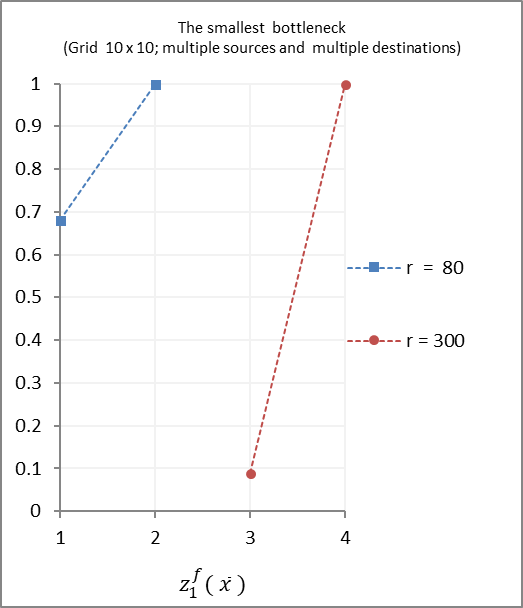 The smallest bottleneck
(Grid 10 x 10; multiple sources and multiple destinations)
1
0.9
0.8
0.7
0.6
0.5
0.4
0.3
0.2
0.1
0
1 2 3 4
r = 80
r = 300
z₁ᶠ(ẋ)